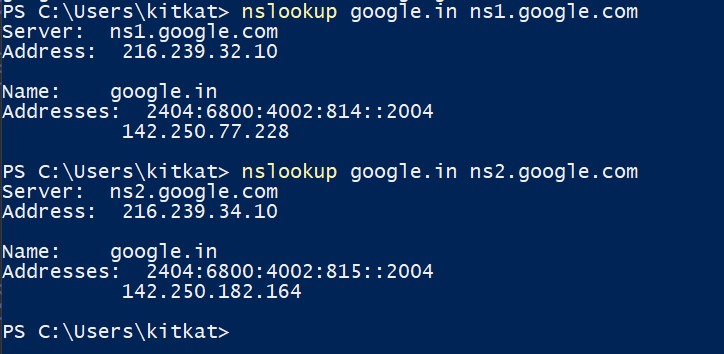 PS C:\Users\kitkat> nslookup google.in ns1.google.com
Server:  ns1.google.com
Address:  216.239.32.10
Name:    google.in
Addresses:  2404:6800:4002:814::2004
          142.250.77.228
PS C:\Users\kitkat> nslookup google.in ns2.google.com
Server:  ns2.google.com
Address:  216.239.34.10
Name:    google.in
Addresses:  2404:6800:4002:815::2004
          142.250.182.164
PS C:\Users\kitkat>